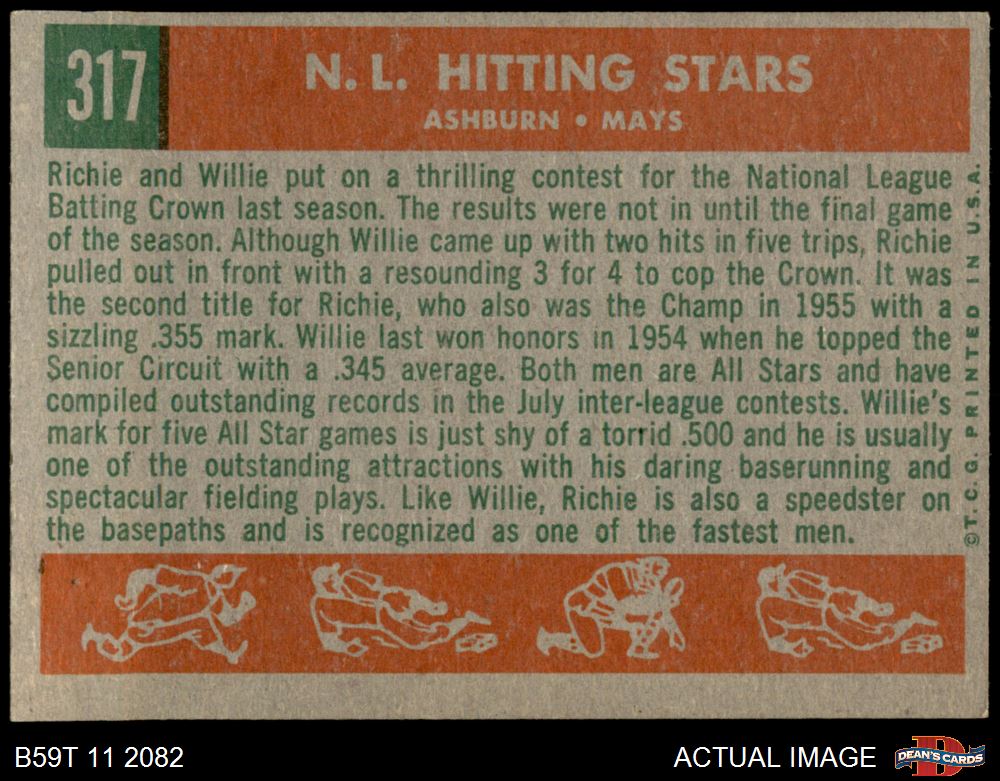 317
N. L. HITTING STARS
ASHBURN • MAYS
Richie and Willie put on a thrilling contest for the National League
Batting Crown last season. The results were not in until the final game
of the season. Although Willie came up with two hits in five trips, Richie
pulled out in front with a resounding 3 for 4 to cop the Crown. It was
the second title for Richie, who also was the Champ in 1955 with a
sizzling .355 mark. Willie last won honors in 1954 when he topped the
Senior Circuit with a .345 average. Both men are All Stars and have
compiled outstanding records in the July inter-league contests. Willie's
mark for five All Star games is just shy of a torrid .500 and he is usually
one of the outstanding attractions with his daring baserunning and
spectacular fielding plays. Like Willie, Richie is also a speedster on
the basepaths and is recognized as one of the fastest men.
©T. C. G. PRINTED IN U. S. A.
B59T 11 2082
ACTUAL IMAGE
D
DEAN'S CARDS